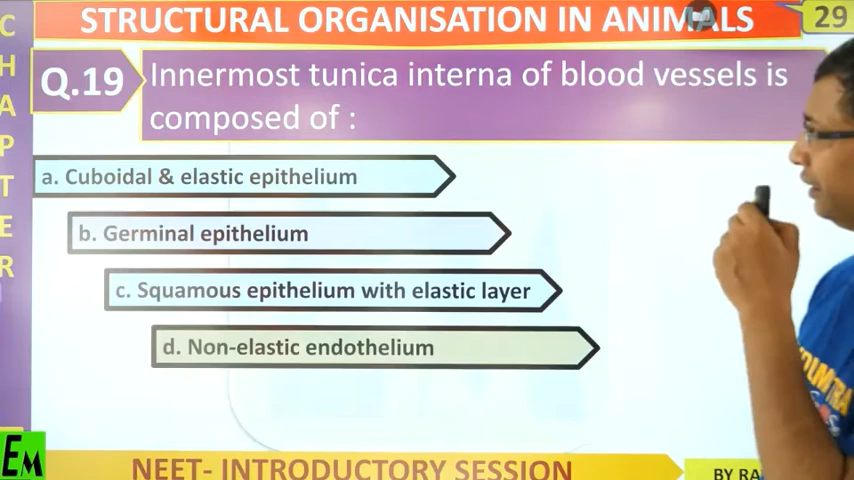 STRUCTURAL ORGANISATION IN ANIMALS
29
CHAPTER
Q.19
Innermost tunica interna of blood vessels is
composed of :
a. Cuboidal & elastic epithelium
b. Germinal epithelium
c. Squamous epithelium with elastic layer
d. Non-elastic endothelium
EM
NEET- INTRODUCTORY SESSION